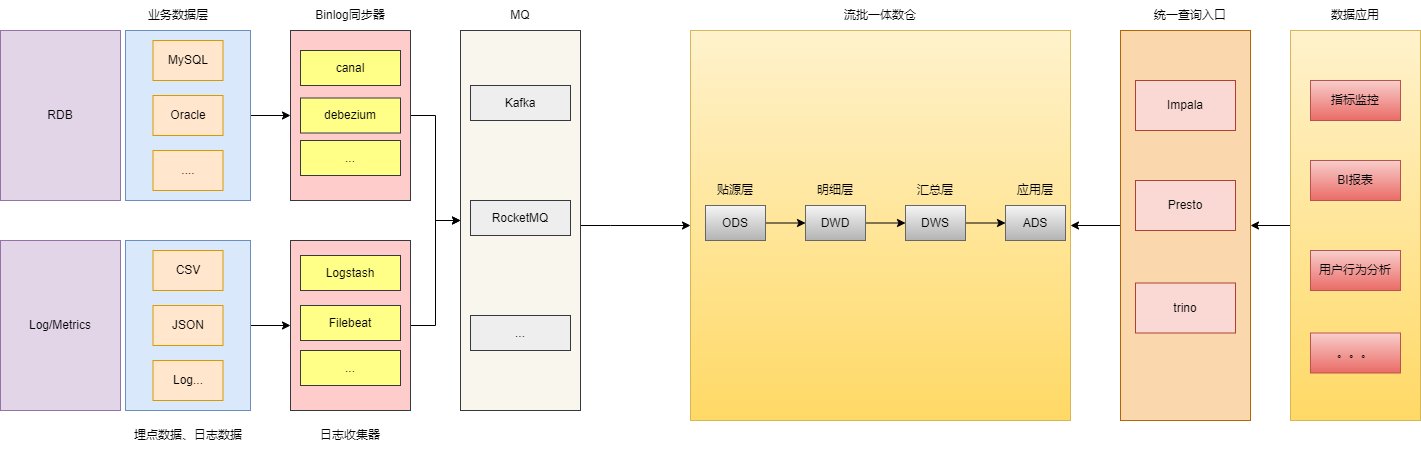 业务数据层
Binlog同步器
MQ
流批一体数仓
统一查询入口
数据应用
RDB
MySQL
Oracle
....
canal
debezium
...
Log/Metrics
CSV
JSON
Log...
Logstash
Filebeat
...
埋点数据、日志数据
日志收集器
Kafka
RocketMQ
...
贴源层
明细层
汇总层
应用层
ODS
DWD
DWS
ADS
Impala
Presto
trino
指标监控
BI报表
用户行为分析
。。。